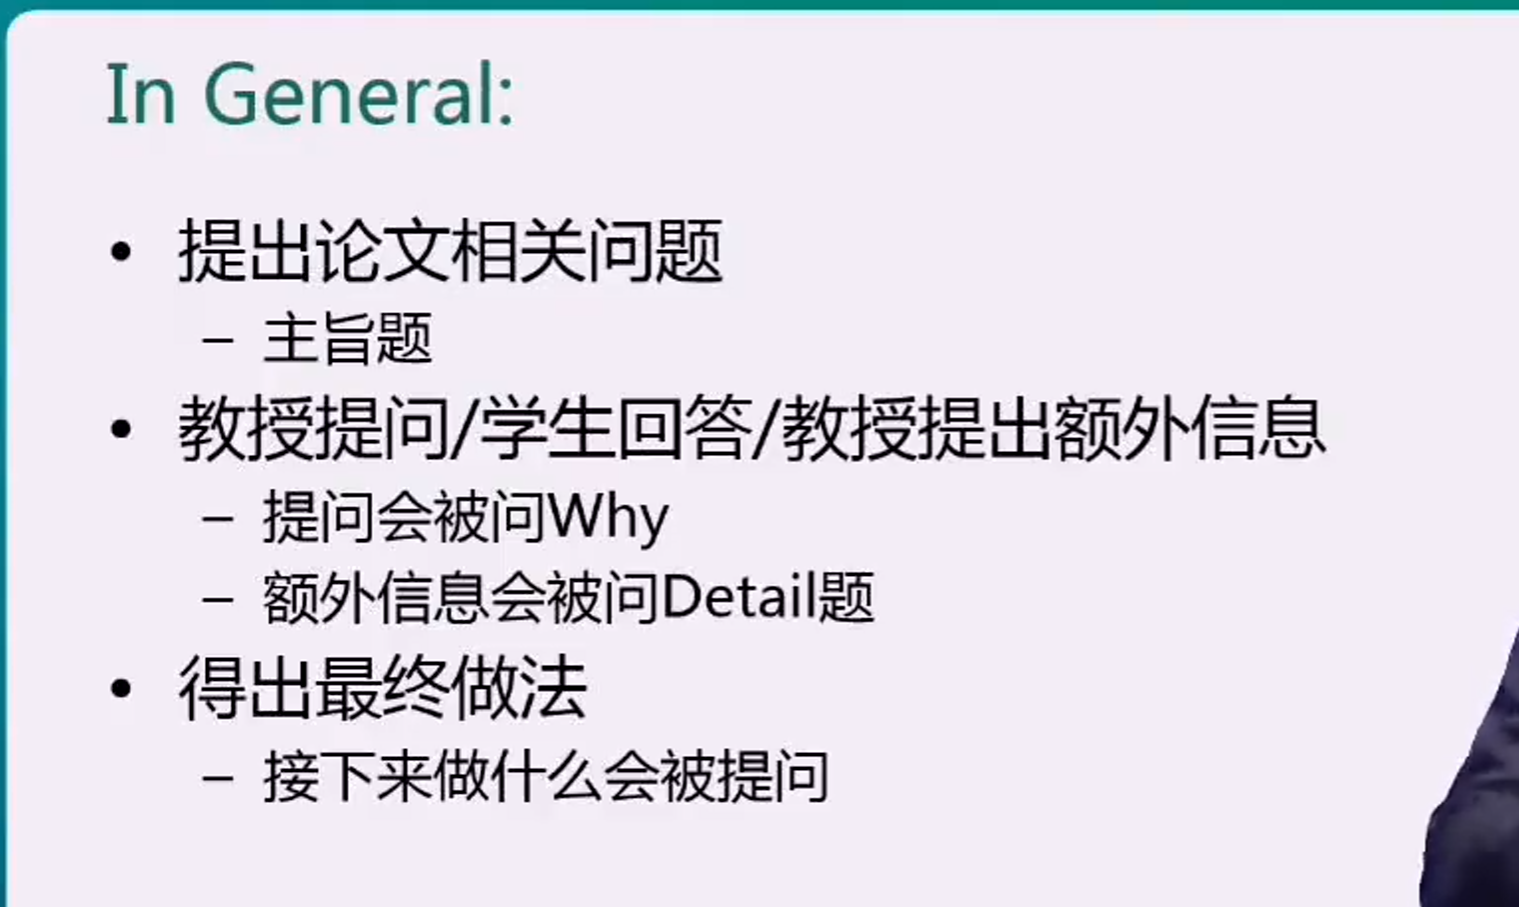 In General:
• 提出论文相关问题
– 主旨题
• 教授提问/学生回答/教授提出额外信息
– 提问会被问Why
– 额外信息会被问Detail题
• 得出最终做法
– 接下来做什么会被提问